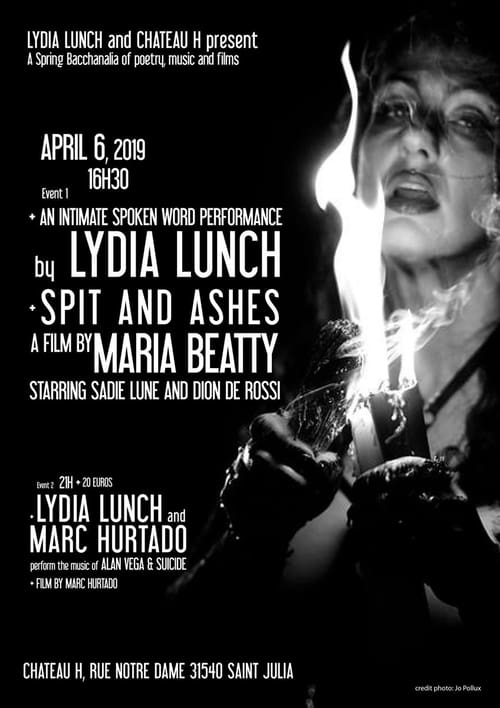 LYDIA LUNCH and CHATEAU H present
A Spring Bacchanalia of poetry, music and films
APRIL 6, 2019
16H30
Event 1
+ AN INTIMATE SPOKEN WORD PERFORMANCE
by LYDIA LUNCH
+ SPIT AND ASHES
A FILM BY MARIA BEATTY
STARRING SADIE LUNE AND DION DE ROSSI
Event 2 21H + 20 EUROS
+ LYDIA LUNCH and
MARC HURTADO
perform the music of ALAN VEGA & SUICIDE
+ FILM BY MARC HURTADO
CHATEAU H, RUE NOTRE DAME 31540 SAINT JULIA
credit photo: Jo Pollux